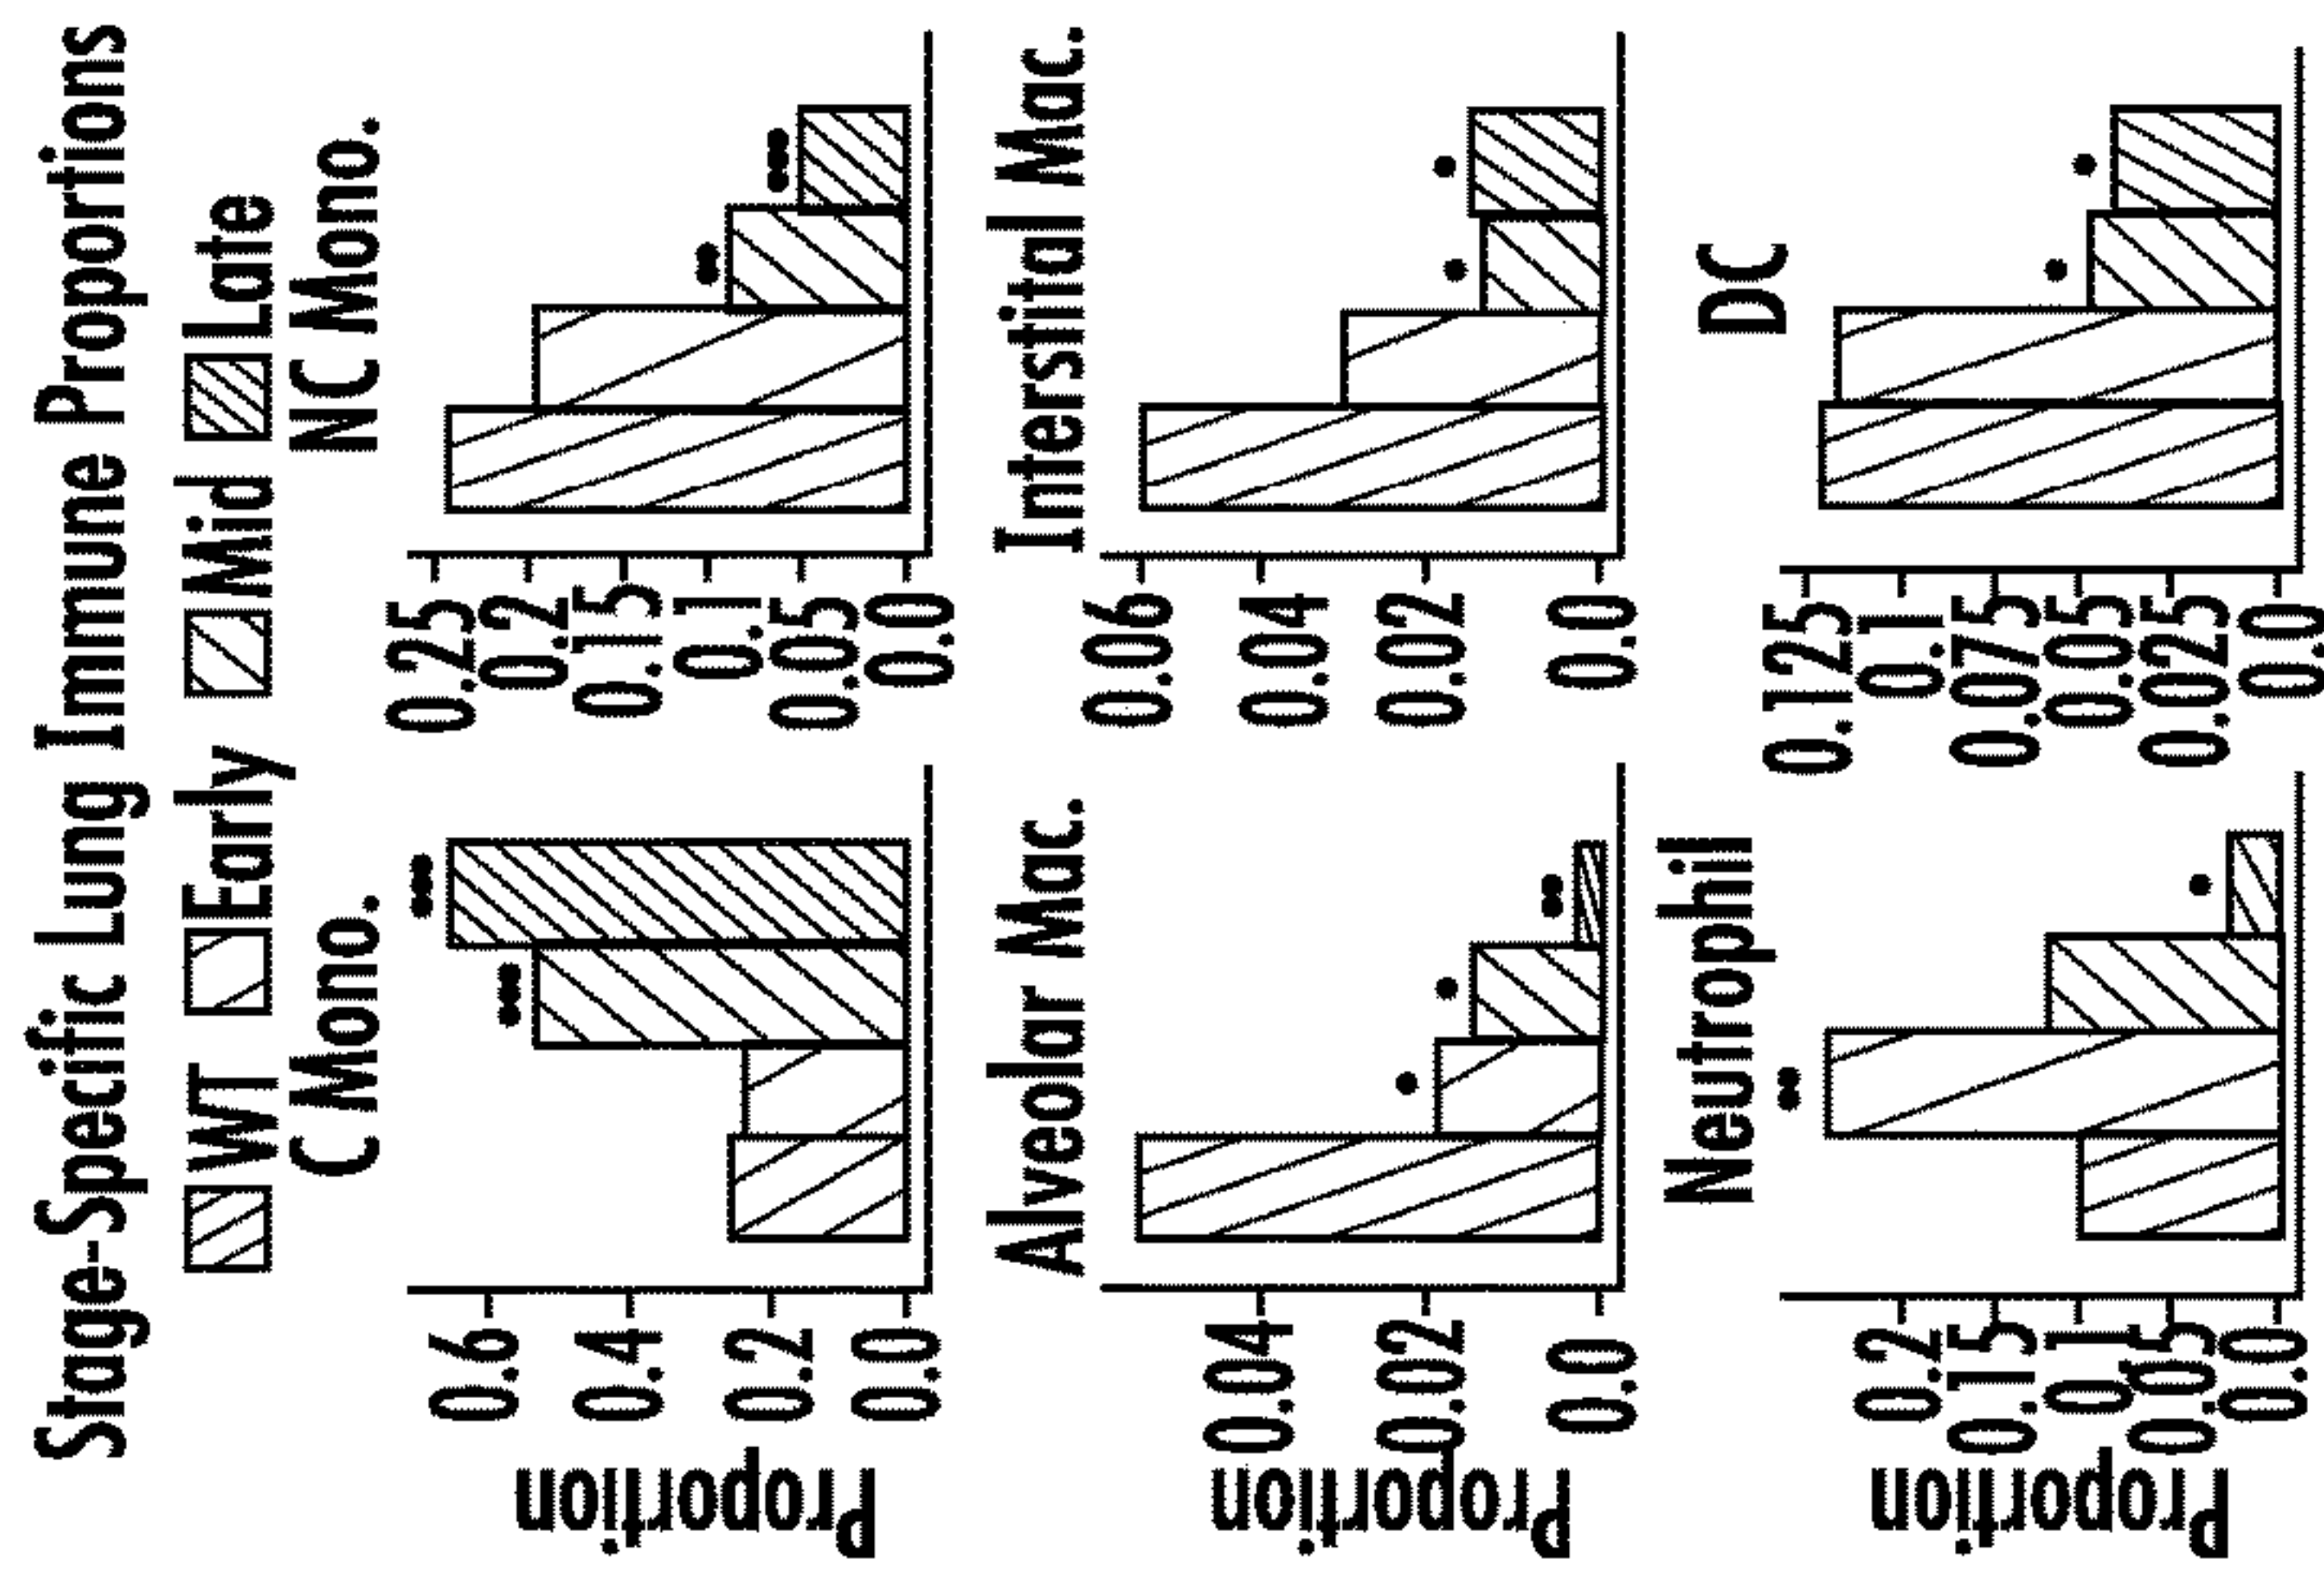 Stage-Specific Lung Immune Proportions
WT Early Mid Late
C Mono.
Proportion
0.6
0.4
0.2
0.0
NC Mono.
0.25
0.2
0.15
0.1
0.05
0.0
Alveolar Mac.
Proportion
0.04
0.02
0.0
Interstital Mac.
0.06
0.04
0.02
0.0
Neutrophil
Proportion
0.2
0.15
0.1
0.05
0.0
DC
0.125
0.1
0.075
0.05
0.025
0.0